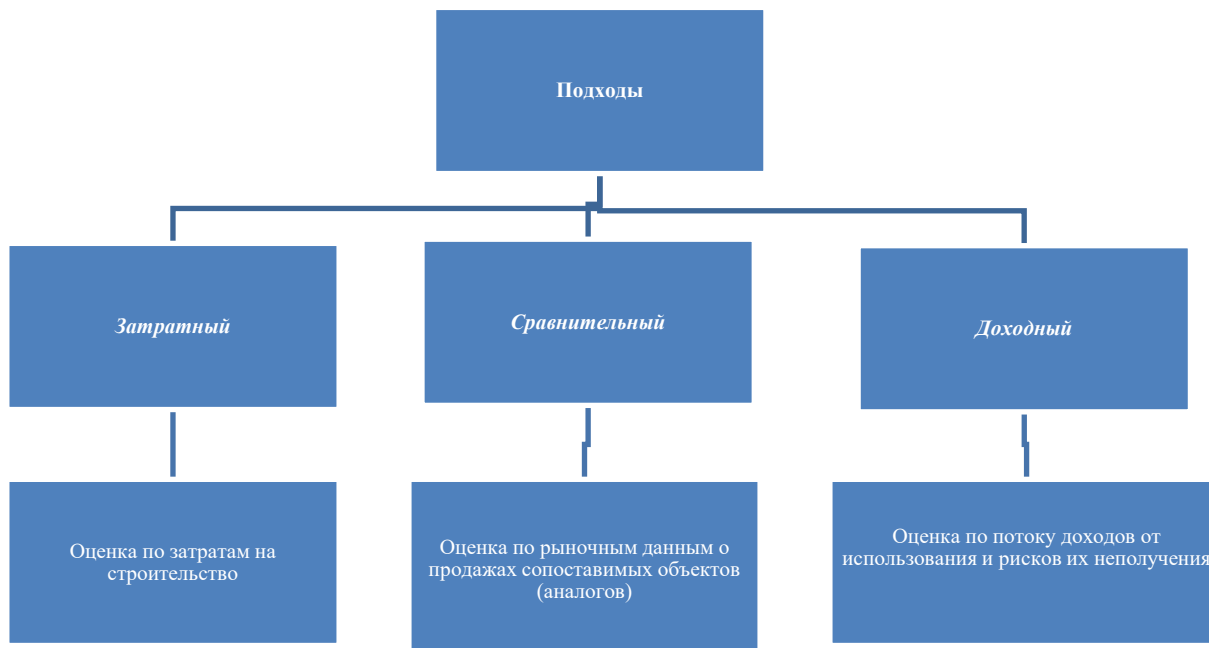 Подходы
Затратный
Сравнительный
Доходный
Оценка по затратам на
строительство
Оценка по рыночным данным о
продажах сопоставимых объектов
(аналогов)
Оценка по потоку доходов от
использования и рисков их неполучения